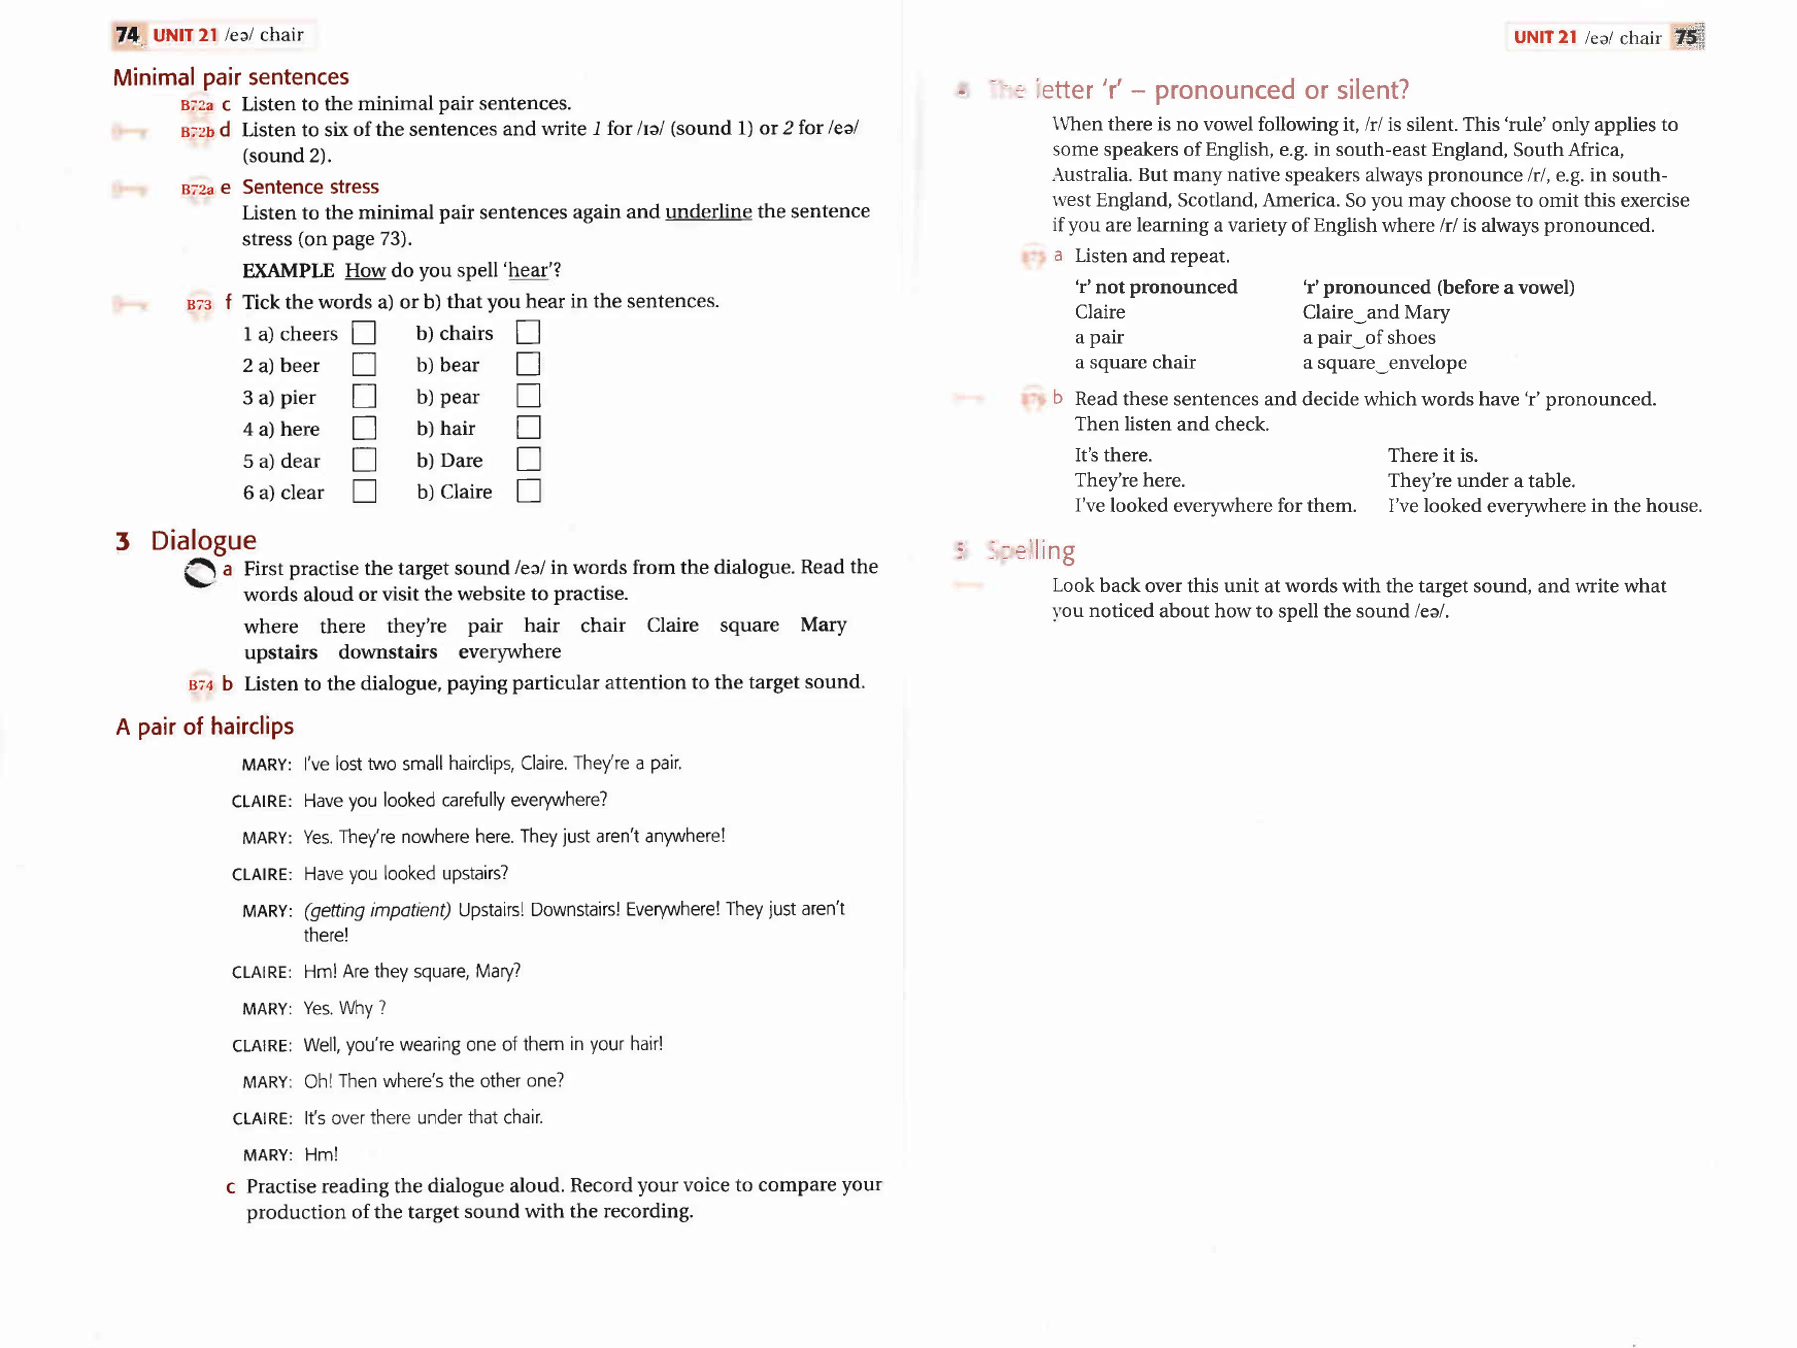 74 UNIT 21 /eə/ chair
Minimal pair sentences
B72a c Listen to the minimal pair sentences.
B72b d Listen to six of the sentences and write 1 for /ɪə/ (sound 1) or 2 for /eə/
(sound 2).
B72a e Sentence stress
Listen to the minimal pair sentences again and underline the sentence
stress (on page 73).
EXAMPLE How do you spell ‘hear’?
B73 f Tick the words a) or b) that you hear in the sentences.
1 a) cheers b) chairs
2 a) beer b) bear
3 a) pier b) pear
4 a) here b) hair
5 a) dear b) Dare
6 a) clear b) Claire
3 Dialogue
a First practise the target sound /eə/ in words from the dialogue. Read the
words aloud or visit the website to practise.
where there they're pair hair chair Claire square Mary
upstairs downstairs everywhere
B74 b Listen to the dialogue, paying particular attention to the target sound.
A pair of hairclips
MARY: I've lost two small hairclips, Claire. They're a pair.
CLAIRE: Have you looked carefully everywhere?
MARY: Yes. They're nowhere here. They just aren't anywhere!
CLAIRE: Have you looked upstairs?
MARY: (getting impatient) Upstairs! Downstairs! Everywhere! They just aren't
there!
CLAIRE: Hm! Are they square, Mary?
MARY: Yes. Why ?
CLAIRE: Well, you're wearing one of them in your hair!
MARY: Oh! Then where's the other one?
CLAIRE: It's over there under that chair.
MARY: Hm!
c Practise reading the dialogue aloud. Record your voice to compare your
production of the target sound with the recording.
UNIT 21 /eə/ chair 75
The letter ‘r’ – pronounced or silent?
When there is no vowel following it, /r/ is silent. This ‘rule’ only applies to
some speakers of English, e.g. in south-east England, South Africa,
Australia. But many native speakers always pronounce /r/, e.g. in south-
west England, Scotland, America. So you may choose to omit this exercise
if you are learning a variety of English where /r/ is always pronounced.
B75 a Listen and repeat.
‘r’ not pronounced ‘r’ pronounced (before a vowel)
Claire Claire‿and Mary
a pair a pair‿of shoes
a square chair a square‿envelope
B76 b Read these sentences and decide which words have ‘r’ pronounced.
Then listen and check.
It's there. There it is.
They're here. They're under a table.
I've looked everywhere for them. I've looked everywhere in the house.
5 Spelling
Look back over this unit at words with the target sound, and write what
you noticed about how to spell the sound /eə/.